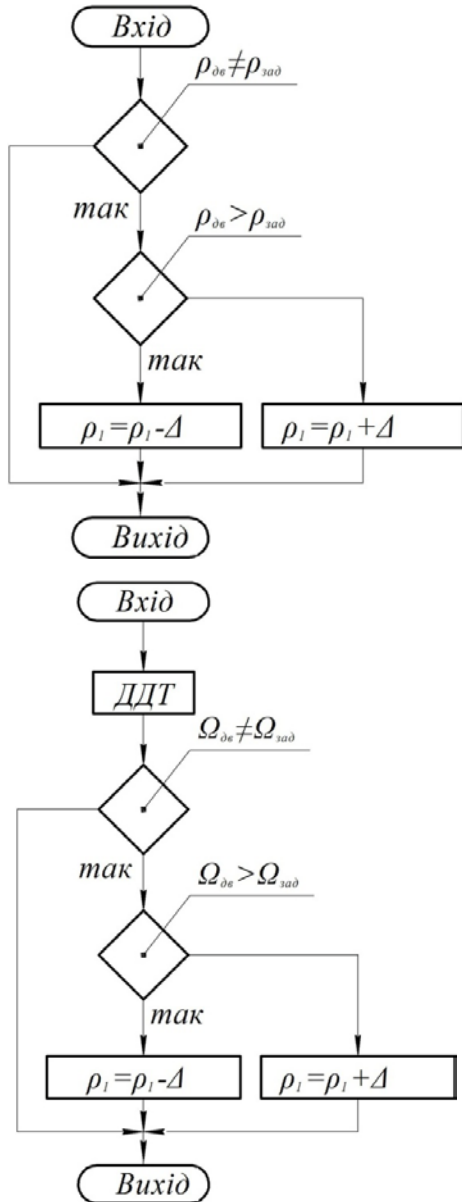 Вхід
ρдв≠ρзад
так
ρдв>ρзад
так
ρ1=ρ1-Δ
ρ1=ρ1+Δ
Вихід
Вхід
ДДТ
Ωдв≠Ωзад
так
Ωдв>Ωзад
так
ρ1=ρ1-Δ
ρ1=ρ1+Δ
Вихід